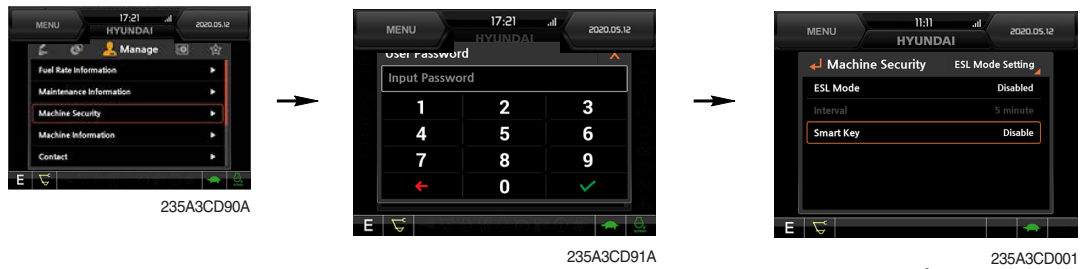 MENU 17:21 2020.05.12
HYUNDAI
Manage
Fuel Rate Information
Maintenance Information
Machine Security
Machine Information
Contact
E
235A3CD90A
MENU 17:21 2020.05.12
HYUNDAI
User Password
Input Password
1 2 3
4 5 6
7 8 9
0
E
235A3CD91A
MENU 11:11 2020.05.12
HYUNDAI
Machine Security ESL Mode Setting
ESL Mode Disabled
Interval 5 minute
Smart Key Disable
E
235A3CD001